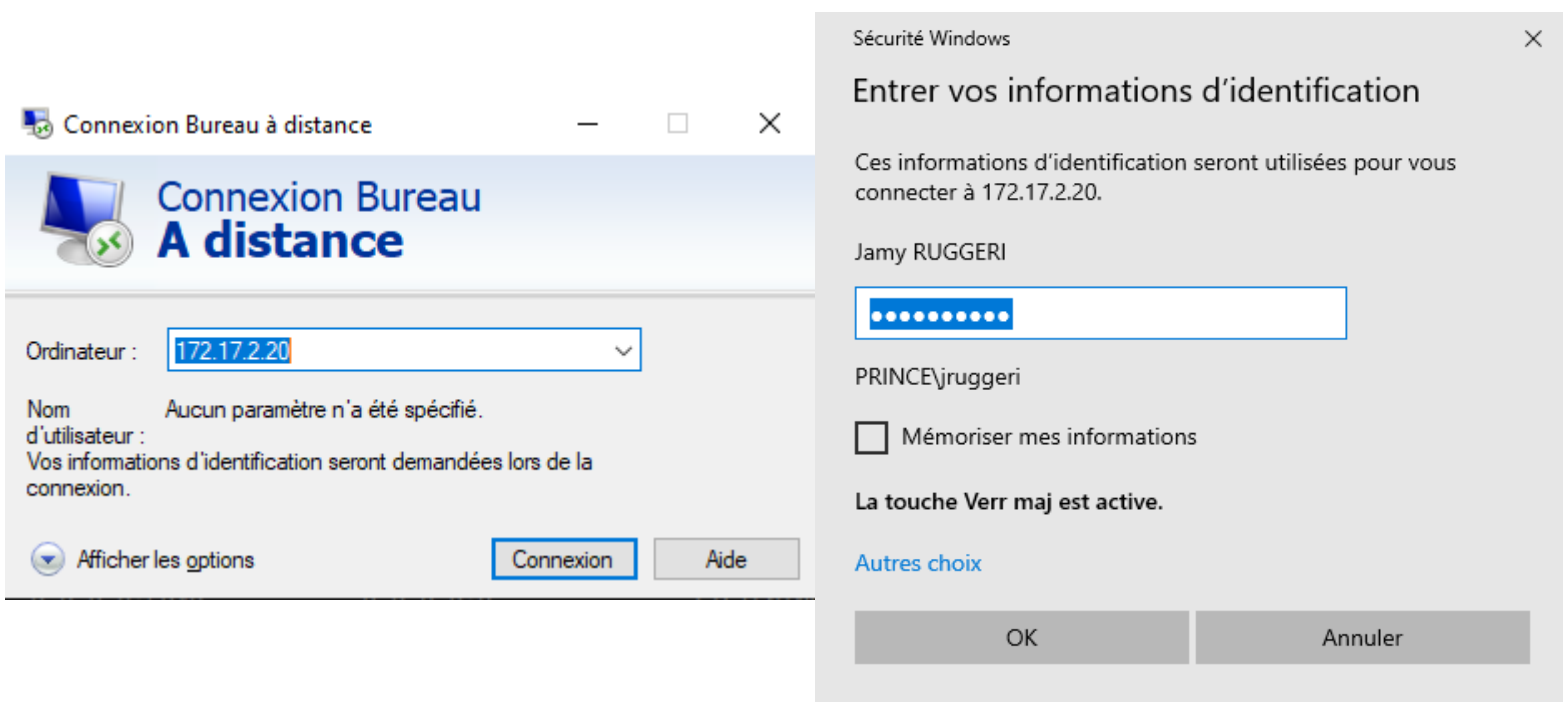 Connexion Bureau à distance
Connexion Bureau
A distance
Ordinateur :
172.17.2.20
Nom
d'utilisateur :
Aucun paramètre n'a été spécifié.
Vos informations d'identification seront demandées lors de la
connexion.
Afficher les options
Connexion
Aide
Sécurité Windows
Entrer vos informations d'identification
Ces informations d'identification seront utilisées pour vous
connecter à 172.17.2.20.
Jamy RUGGERI
••••••••••
PRINCE\jruggeri
Mémoriser mes informations
La touche Verr maj est active.
Autres choix
OK
Annuler